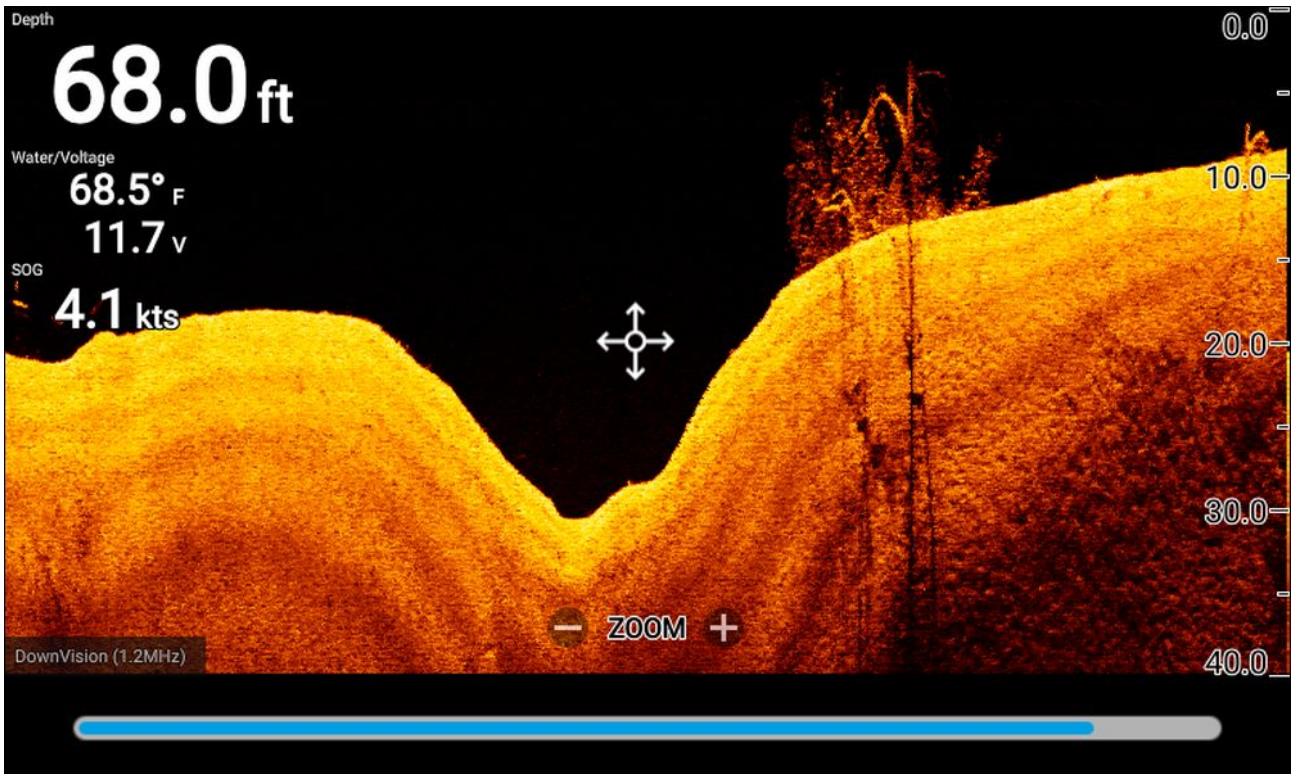 Depth
68.0 ft
Water/Voltage
68.5° F
11.7 V
SOG
4.1 kts
0.0
10.0
20.0
30.0
40.0
− ZOOM +
DownVision (1.2MHz)